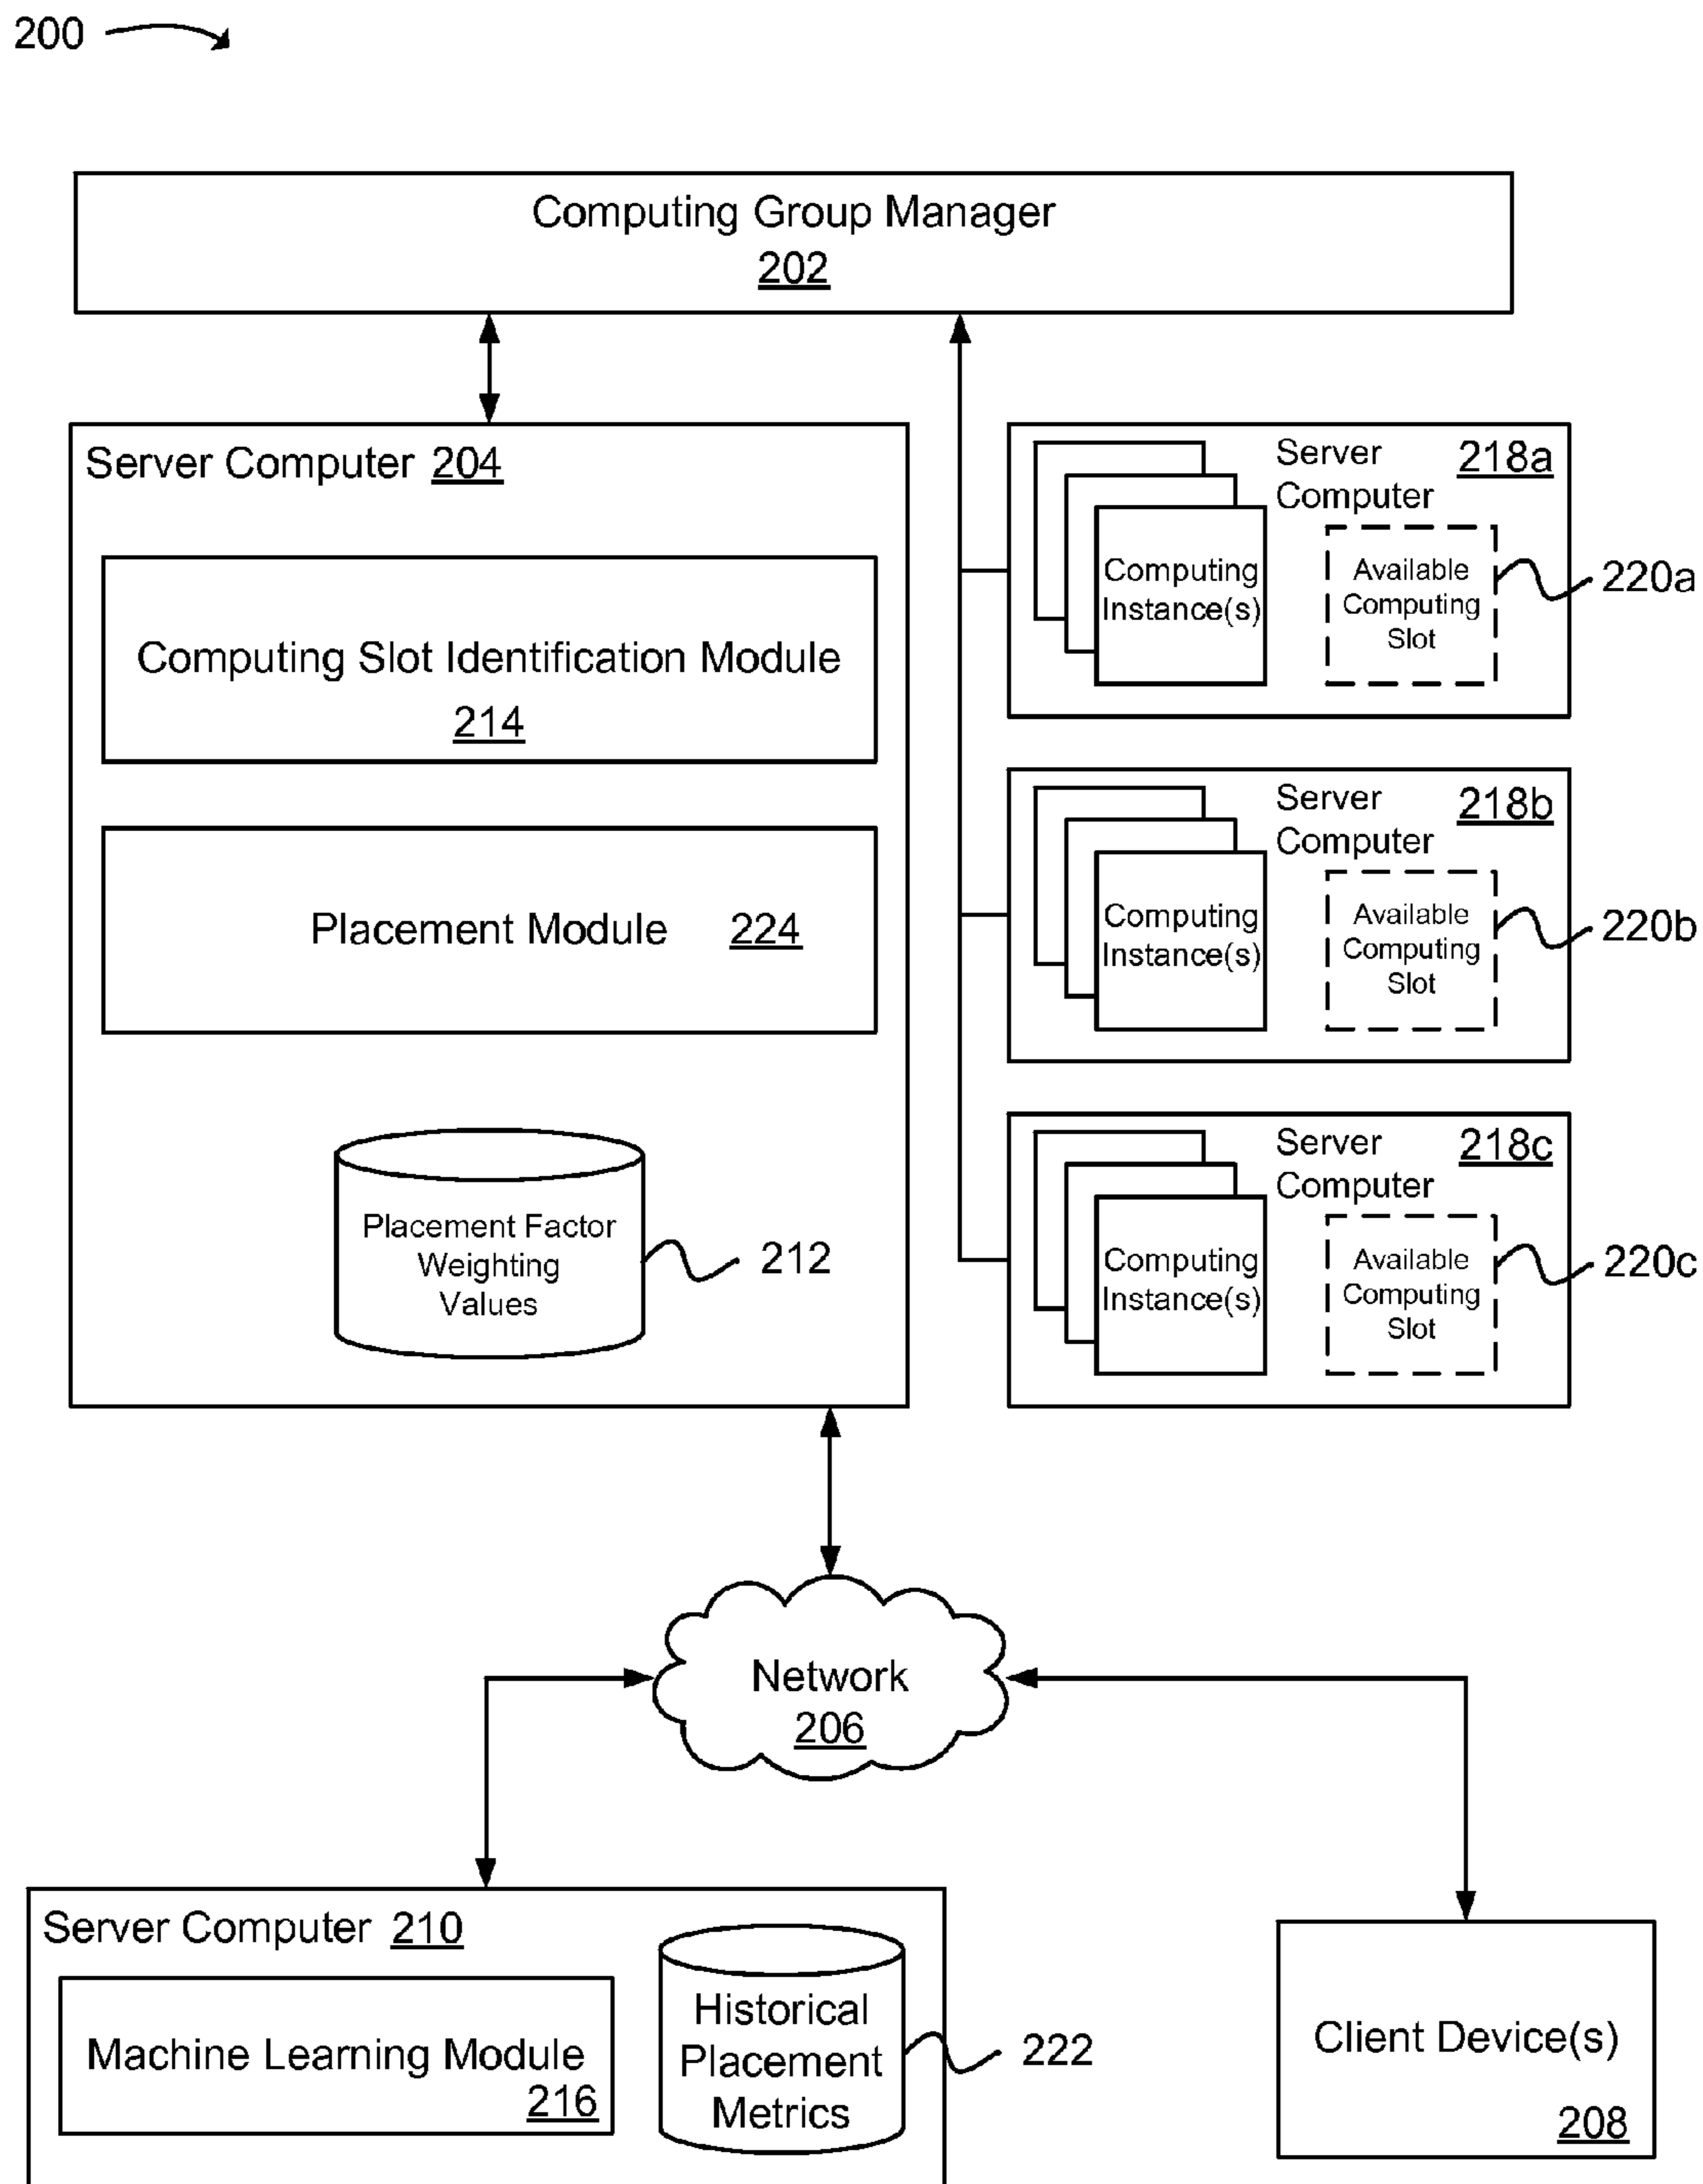 200
Computing Group Manager
202
Server Computer 204
Computing Slot Identification Module
214
Placement Module 224
Placement Factor
Weighting
Values
212
Server
Computer
218a
Computing
Instance(s)
Available
Computing
Slot
220a
Server
Computer
218b
Computing
Instance(s)
Available
Computing
Slot
220b
Server
Computer
218c
Computing
Instance(s)
Available
Computing
Slot
220c
Network
206
Server Computer 210
Machine Learning Module
216
Historical
Placement
Metrics
222
Client Device(s)
208